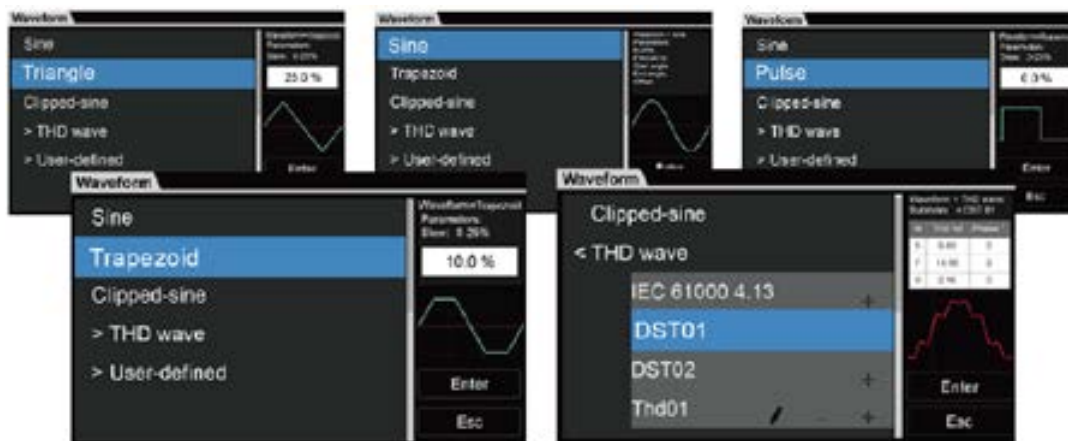 Waveform
Sine
Triangle
Clipped-sine
> THD wave
> User-defined
25.0 %
Enter
Waveform
Sine
Trapezoid
Clipped-sine
> THD wave
> User-defined
Waveform
Sine
Pulse
Clipped-sine
> THD wave
> User-defined
0.0 %
Enter
Esc
Waveform
Sine
Trapezoid
Clipped-sine
> THD wave
> User-defined
Waveform=Trapezoid
Parameters:
10.0 %
Enter
Esc
Waveform
Clipped-sine
< THD wave
IEC 61000 4.13
DST01
DST02
Thd01
Enter
Esc